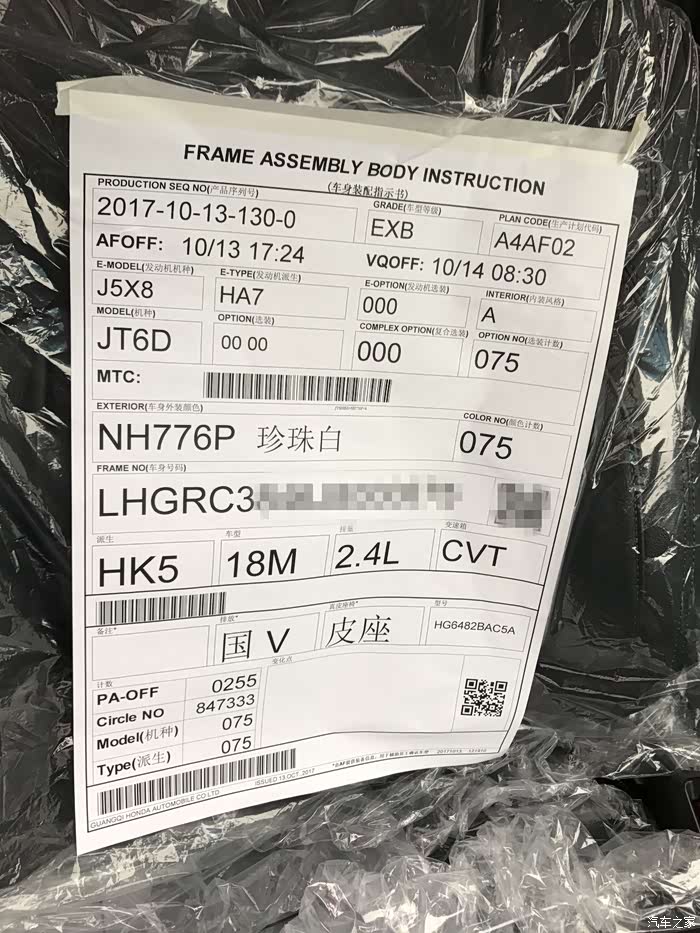 FRAME ASSEMBLY BODY INSTRUCTION
(车身装配指示书)
PRODUCTION SEQ NO(产品序列号)
2017-10-13-130-0
GRADE(车型等级)
EXB
PLAN CODE(生产计划代码)
A4AF02
AFOFF: 10/13 17:24
VQOFF: 10/14 08:30
E-MODEL(发动机机种)
J5X8
E-TYPE(发动机派生)
HA7
E-OPTION(发动机选装)
000
INTERIOR(内装风格)
A
MODEL(机种)
JT6D
OPTION(选装)
00 00
COMPLEX OPTION(复合选装)
000
OPTION NO(选装计数)
075
MTC:
EXTERIOR(车身外装颜色)
NH776P 珍珠白
COLOR NO(颜色计数)
075
FRAME NO(车身号码)
LHGRC3
派生
HK5
车型
18M
排量
2.4L
变速箱
CVT
备注*
排放*
国 V
真皮座椅*
皮座
型号
HG6482BAC5A
计数
变化点
PA-OFF 0255
Circle NO 847333
Model(机种) 075
Type(派生) 075
GUANGQI HONDA AUTOMOBILE CO LTD
ISSUED 13.OCT .2017
汽车之家